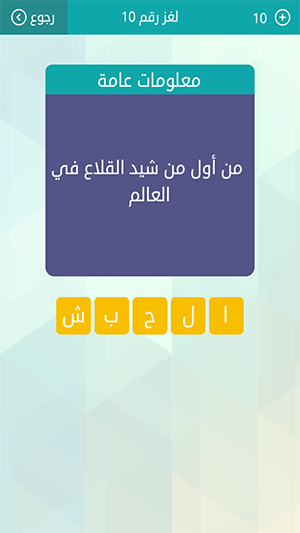 رجوع لغز رقم 10 10
معلومات عامة
من أول من شيد القلاع في
العالم
ا ل ح ب ش